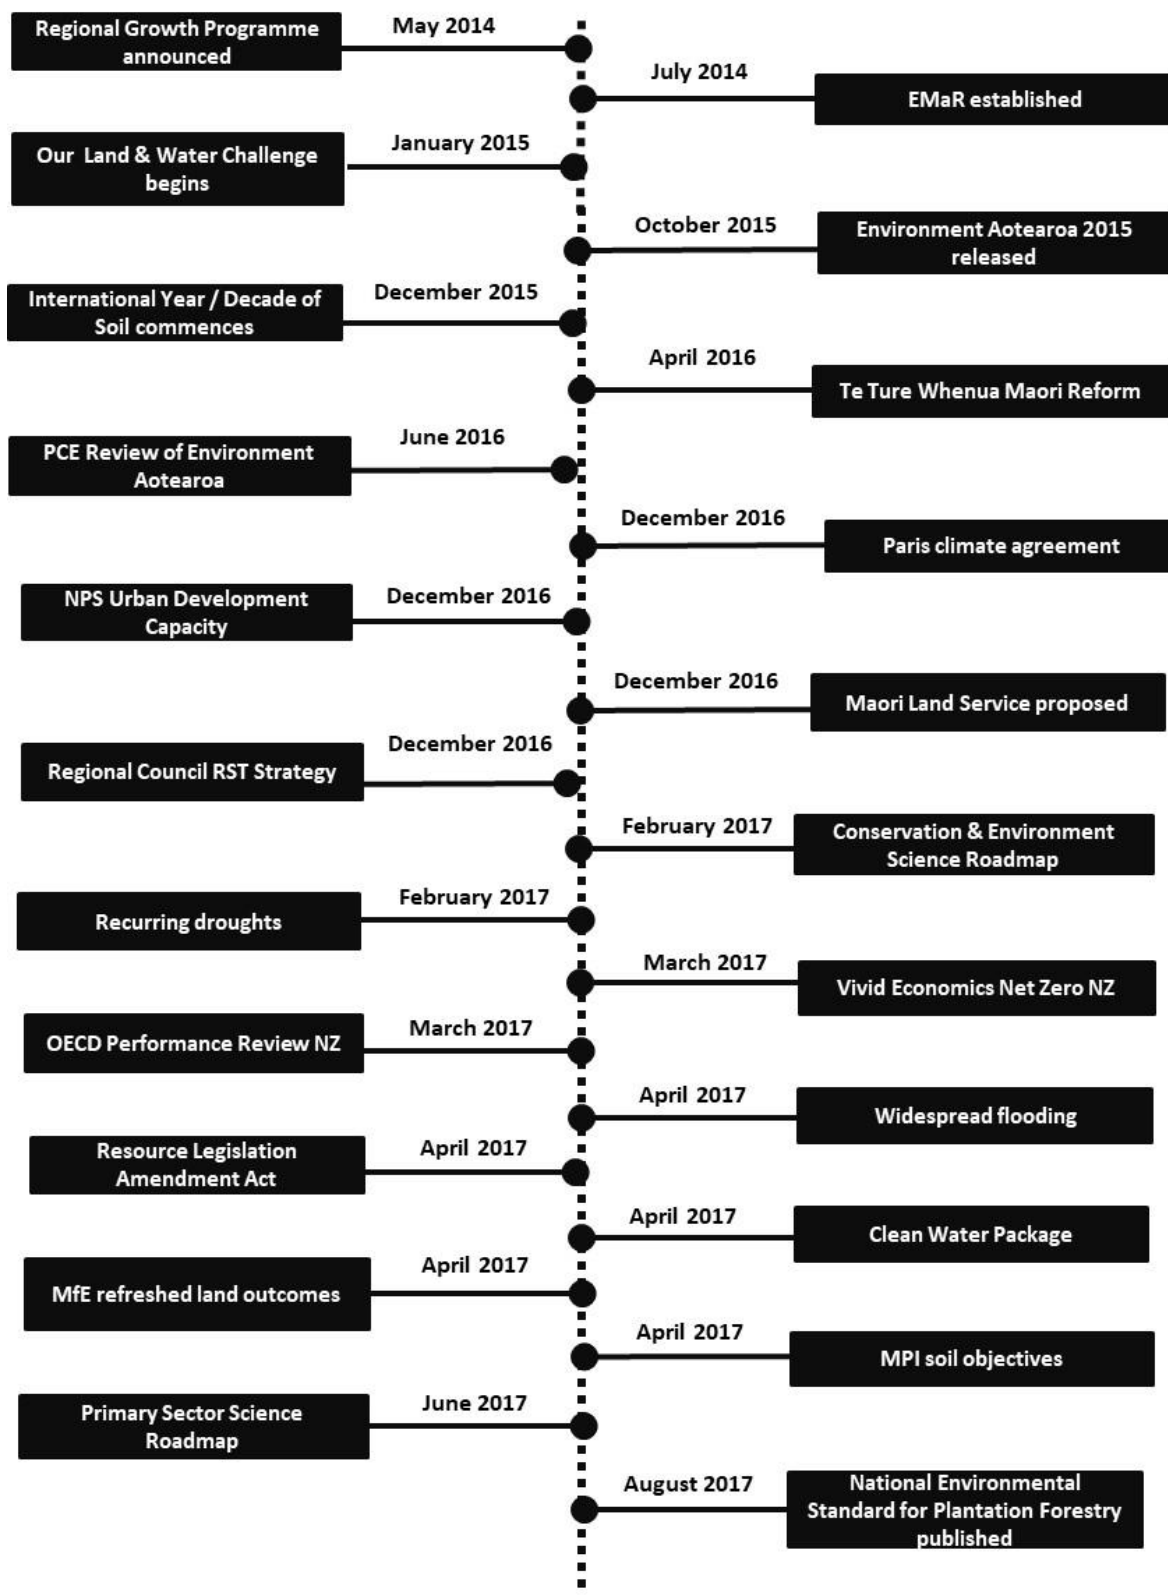 Regional Growth Programme
announced
May 2014
July 2014
EMaR established
Our Land & Water Challenge
begins
January 2015
October 2015
Environment Aotearoa 2015
released
International Year / Decade of
Soil commences
December 2015
April 2016
Te Ture Whenua Maori Reform
PCE Review of Environment
Aotearoa
June 2016
December 2016
Paris climate agreement
NPS Urban Development
Capacity
December 2016
December 2016
Maori Land Service proposed
Regional Council RST Strategy
December 2016
February 2017
Conservation & Environment
Science Roadmap
Recurring droughts
February 2017
March 2017
Vivid Economics Net Zero NZ
OECD Performance Review NZ
March 2017
April 2017
Widespread flooding
Resource Legislation
Amendment Act
April 2017
April 2017
Clean Water Package
MfE refreshed land outcomes
April 2017
April 2017
MPI soil objectives
Primary Sector Science
Roadmap
June 2017
August 2017
National Environmental
Standard for Plantation Forestry
published